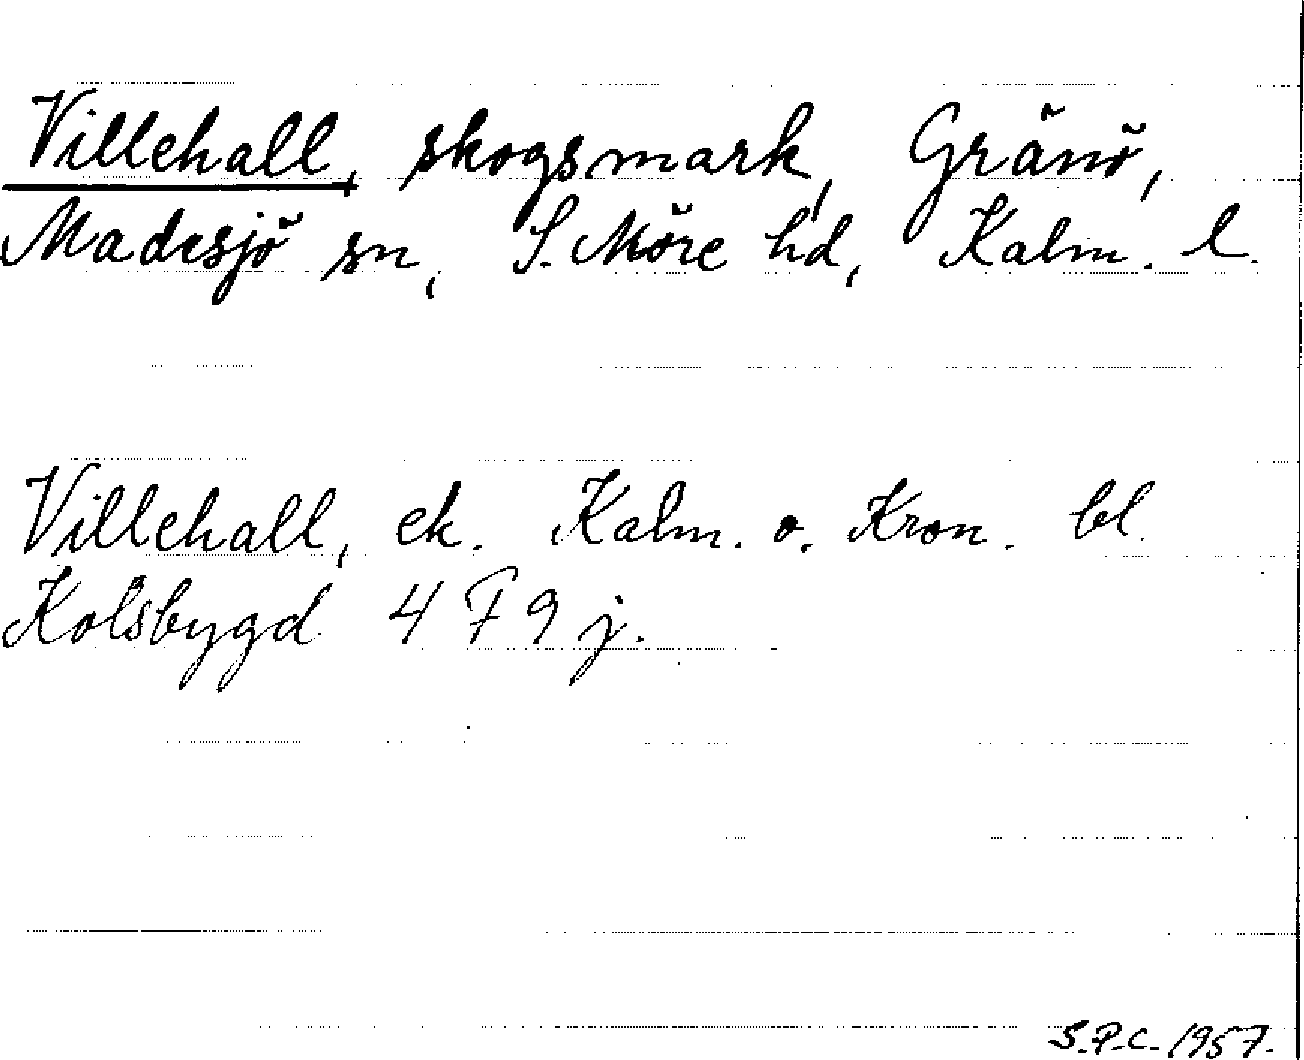 Villehall, skogsmark, Gränö,
Madesjö sn, S. Möre hd, Kalm. l.
Villehall, ek. Kalm. o. Kron. bl.
Kolsbygd 4 F 9 j.
S.P.C. 1957.